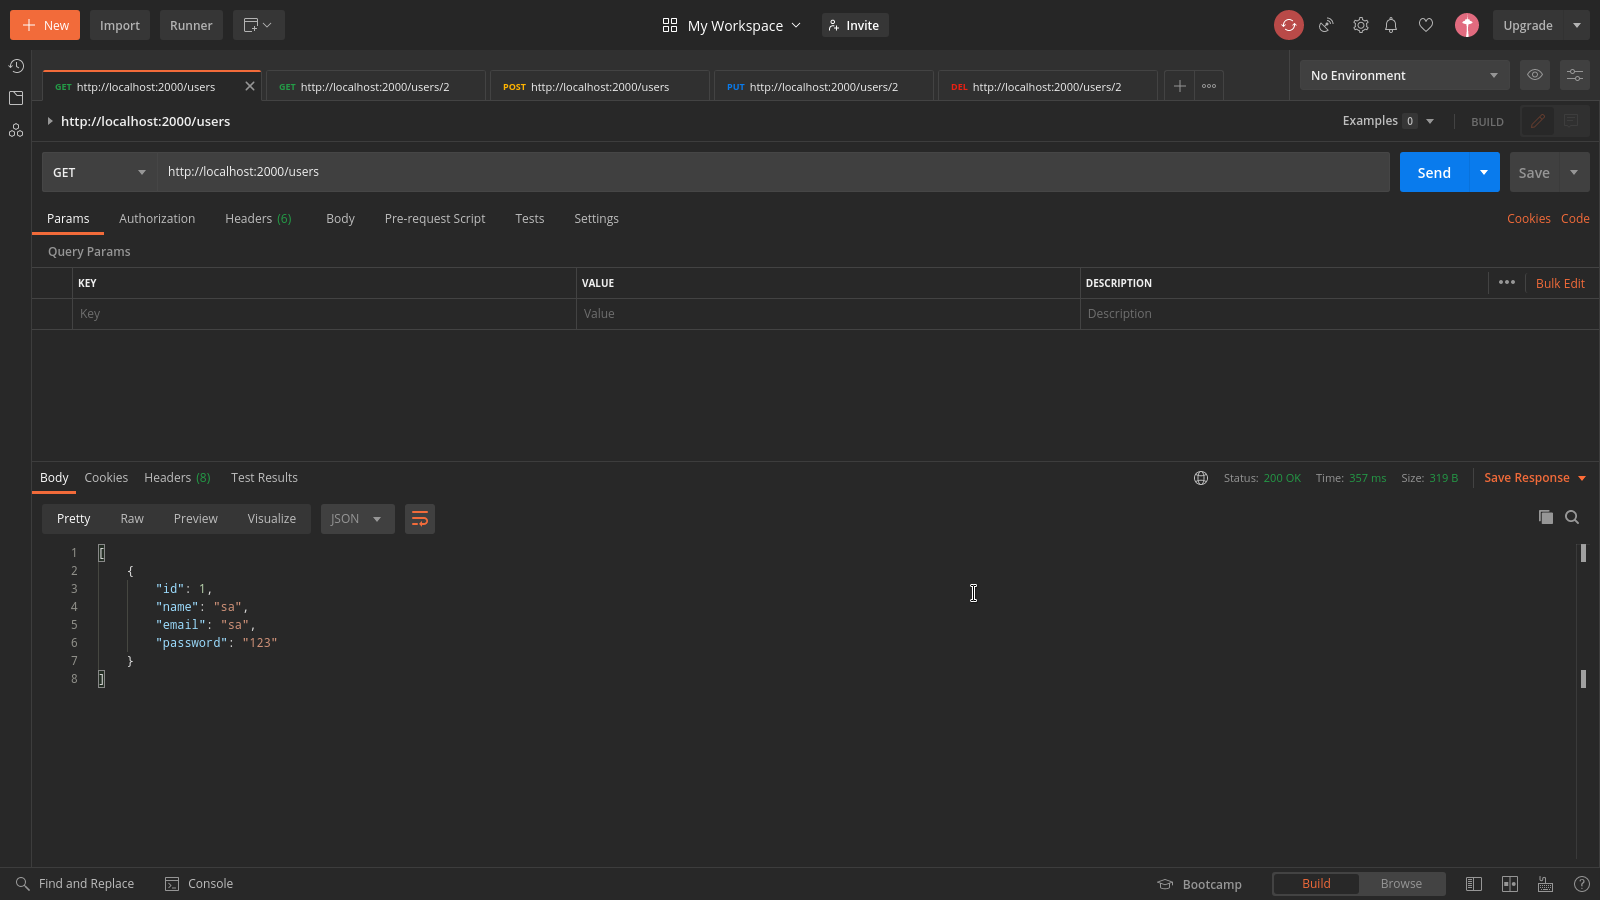 New Import Runner My Workspace Invite Upgrade
GET http://localhost:2000/users GET http://localhost:2000/users/2 POST http://localhost:2000/users PUT http://localhost:2000/users/2 DEL http://localhost:2000/users/2 No Environment
http://localhost:2000/users Examples 0 BUILD
GET http://localhost:2000/users Send Save
Params Authorization Headers (6) Body Pre-request Script Tests Settings Cookies Code
Query Params
KEY VALUE DESCRIPTION Bulk Edit
Key Value Description
Body Cookies Headers (8) Test Results Status: 200 OK Time: 357 ms Size: 319 B Save Response
Pretty Raw Preview Visualize JSON
1 [
2 {
3 "id": 1,
4 "name": "sa",
5 "email": "sa",
6 "password": "123"
7 }
8 ]
Find and Replace Console Bootcamp Build Browse